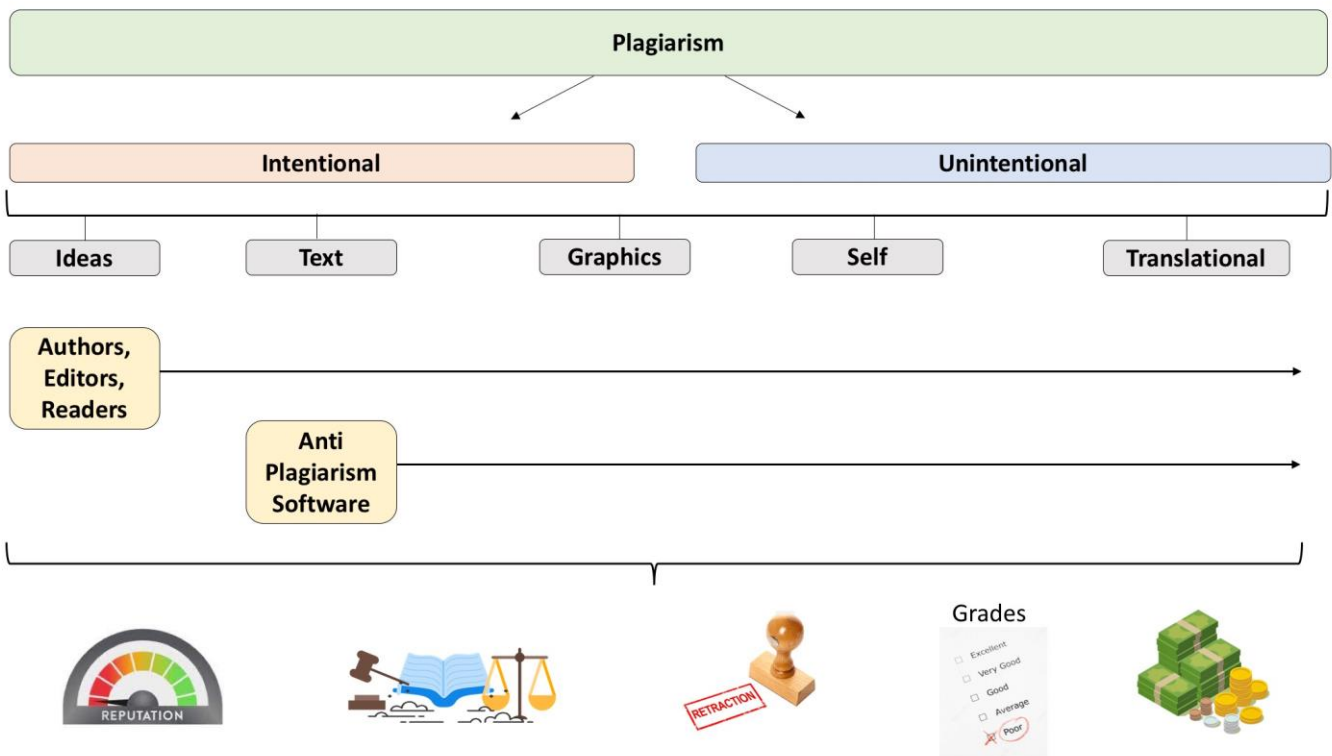 Plagiarism
Intentional
Unintentional
Ideas
Text
Graphics
Self
Translational
Authors,
Editors,
Readers
Anti
Plagiarism
Software
REPUTATION
RETRACTION
Grades
Excellent
Very Good
Good
Average
Poor